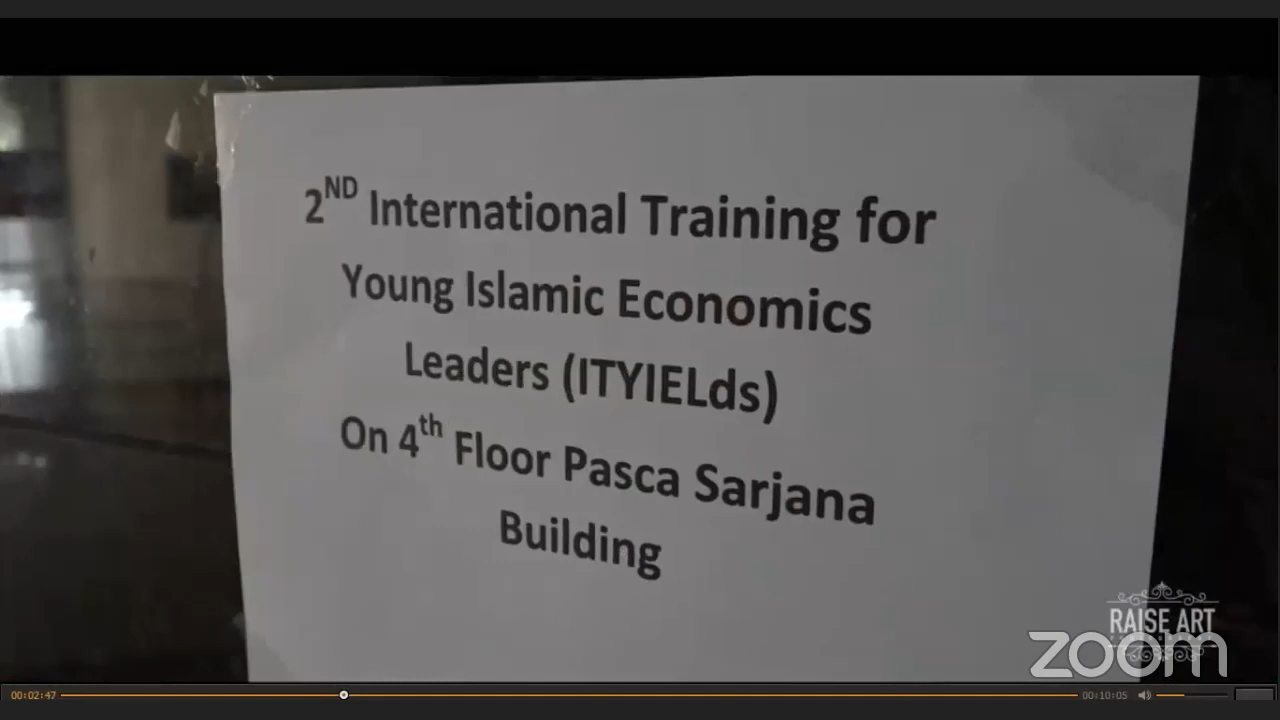 2ND International Training for
Young Islamic Economics
Leaders (ITYIELds)
On 4th Floor Pasca Sarjana
Building
RAISE ART
zoom
00:02:47
00:10:05